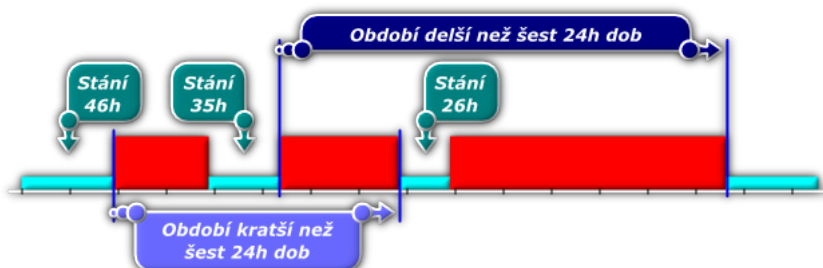 Období delší než šest 24h dob
Stání
46h
Stání
35h
Stání
26h
Období kratší než
šest 24h dob